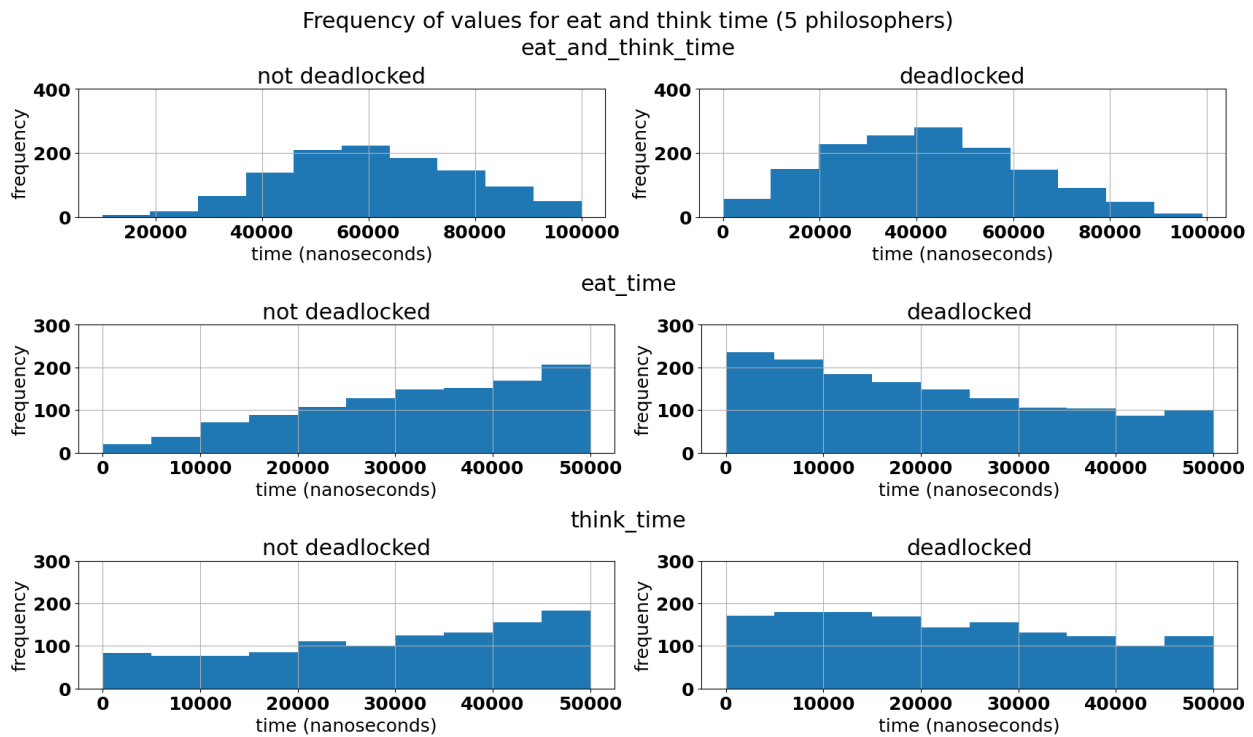 Frequency of values for eat and think time (5 philosophers)
eat_and_think_time
not deadlocked
deadlocked
400
200
0
frequency
20000 40000 60000 80000 100000
time (nanoseconds)
400
200
0
frequency
0 20000 40000 60000 80000 100000
time (nanoseconds)
eat_time
not deadlocked
deadlocked
300
200
100
0
frequency
0 10000 20000 30000 40000 50000
time (nanoseconds)
300
200
100
0
frequency
0 10000 20000 30000 40000 50000
time (nanoseconds)
think_time
not deadlocked
deadlocked
300
200
100
0
frequency
0 10000 20000 30000 40000 50000
time (nanoseconds)
300
200
100
0
frequency
0 10000 20000 30000 40000 50000
time (nanoseconds)